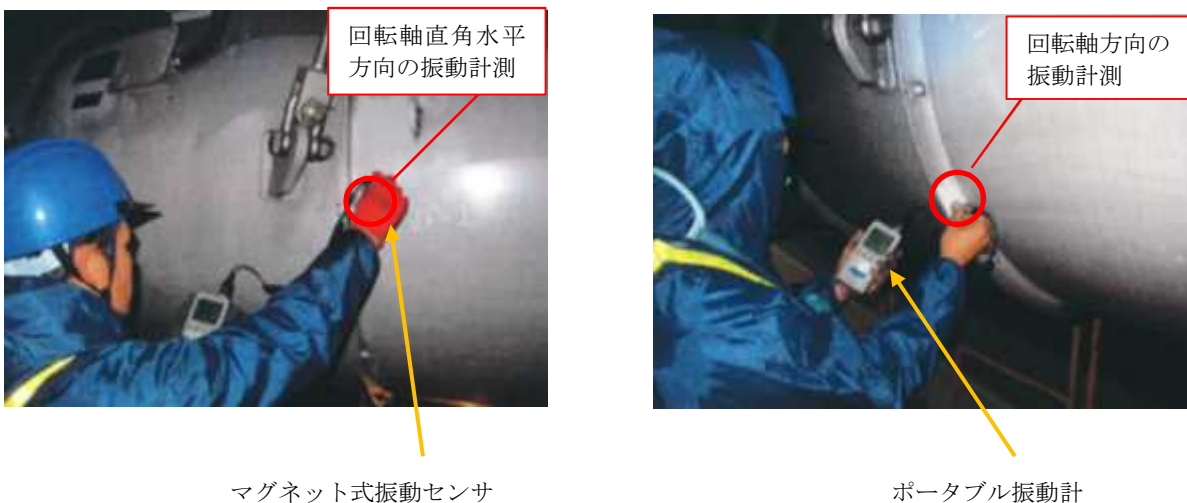 回転軸直角水平
方向の振動計測
回転軸方向の
振動計測
マグネット式振動センサ
ポータブル振動計